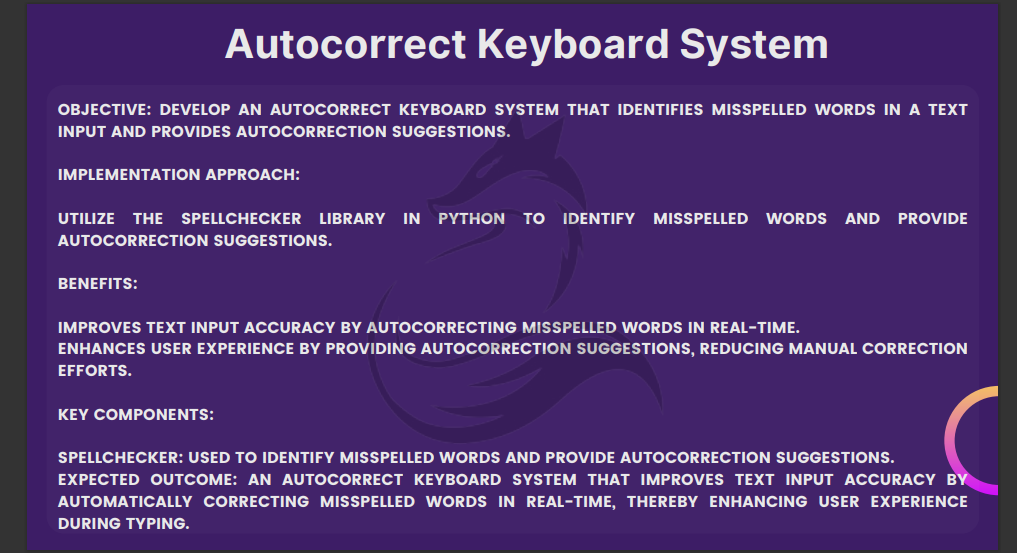 Autocorrect Keyboard System
OBJECTIVE: DEVELOP AN AUTOCORRECT KEYBOARD SYSTEM THAT IDENTIFIES MISSPELLED WORDS IN A TEXT
INPUT AND PROVIDES AUTOCORRECTION SUGGESTIONS.
IMPLEMENTATION APPROACH:
UTILIZE THE SPELLCHECKER LIBRARY IN PYTHON TO IDENTIFY MISSPELLED WORDS AND PROVIDE
AUTOCORRECTION SUGGESTIONS.
BENEFITS:
IMPROVES TEXT INPUT ACCURACY BY AUTOCORRECTING MISSPELLED WORDS IN REAL-TIME.
ENHANCES USER EXPERIENCE BY PROVIDING AUTOCORRECTION SUGGESTIONS, REDUCING MANUAL CORRECTION
EFFORTS.
KEY COMPONENTS:
SPELLCHECKER: USED TO IDENTIFY MISSPELLED WORDS AND PROVIDE AUTOCORRECTION SUGGESTIONS.
EXPECTED OUTCOME: AN AUTOCORRECT KEYBOARD SYSTEM THAT IMPROVES TEXT INPUT ACCURACY BY
AUTOMATICALLY CORRECTING MISSPELLED WORDS IN REAL-TIME, THEREBY ENHANCING USER EXPERIENCE
DURING TYPING.